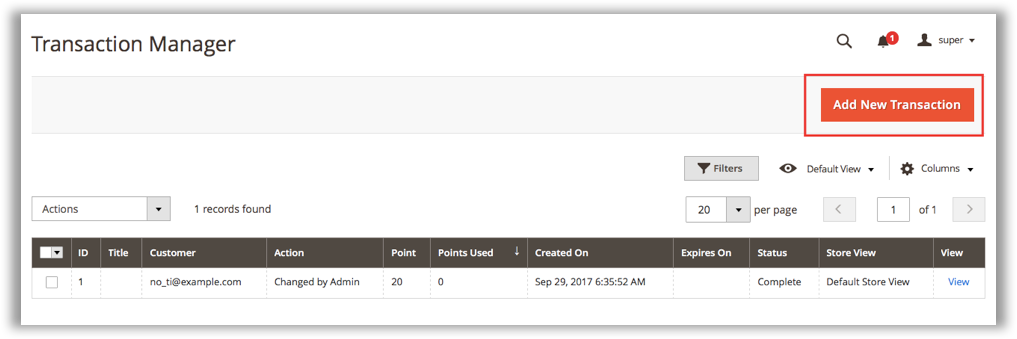 Transaction Manager
1
super
Add New Transaction
Filters
Default View
Columns
Actions
1 records found
20
per page
1
of 1
ID Title Customer Action Point Points Used ↓ Created On Expires On Status Store View View
1 no_ti@example.com Changed by Admin 20 0 Sep 29, 2017 6:35:52 AM Complete Default Store View View